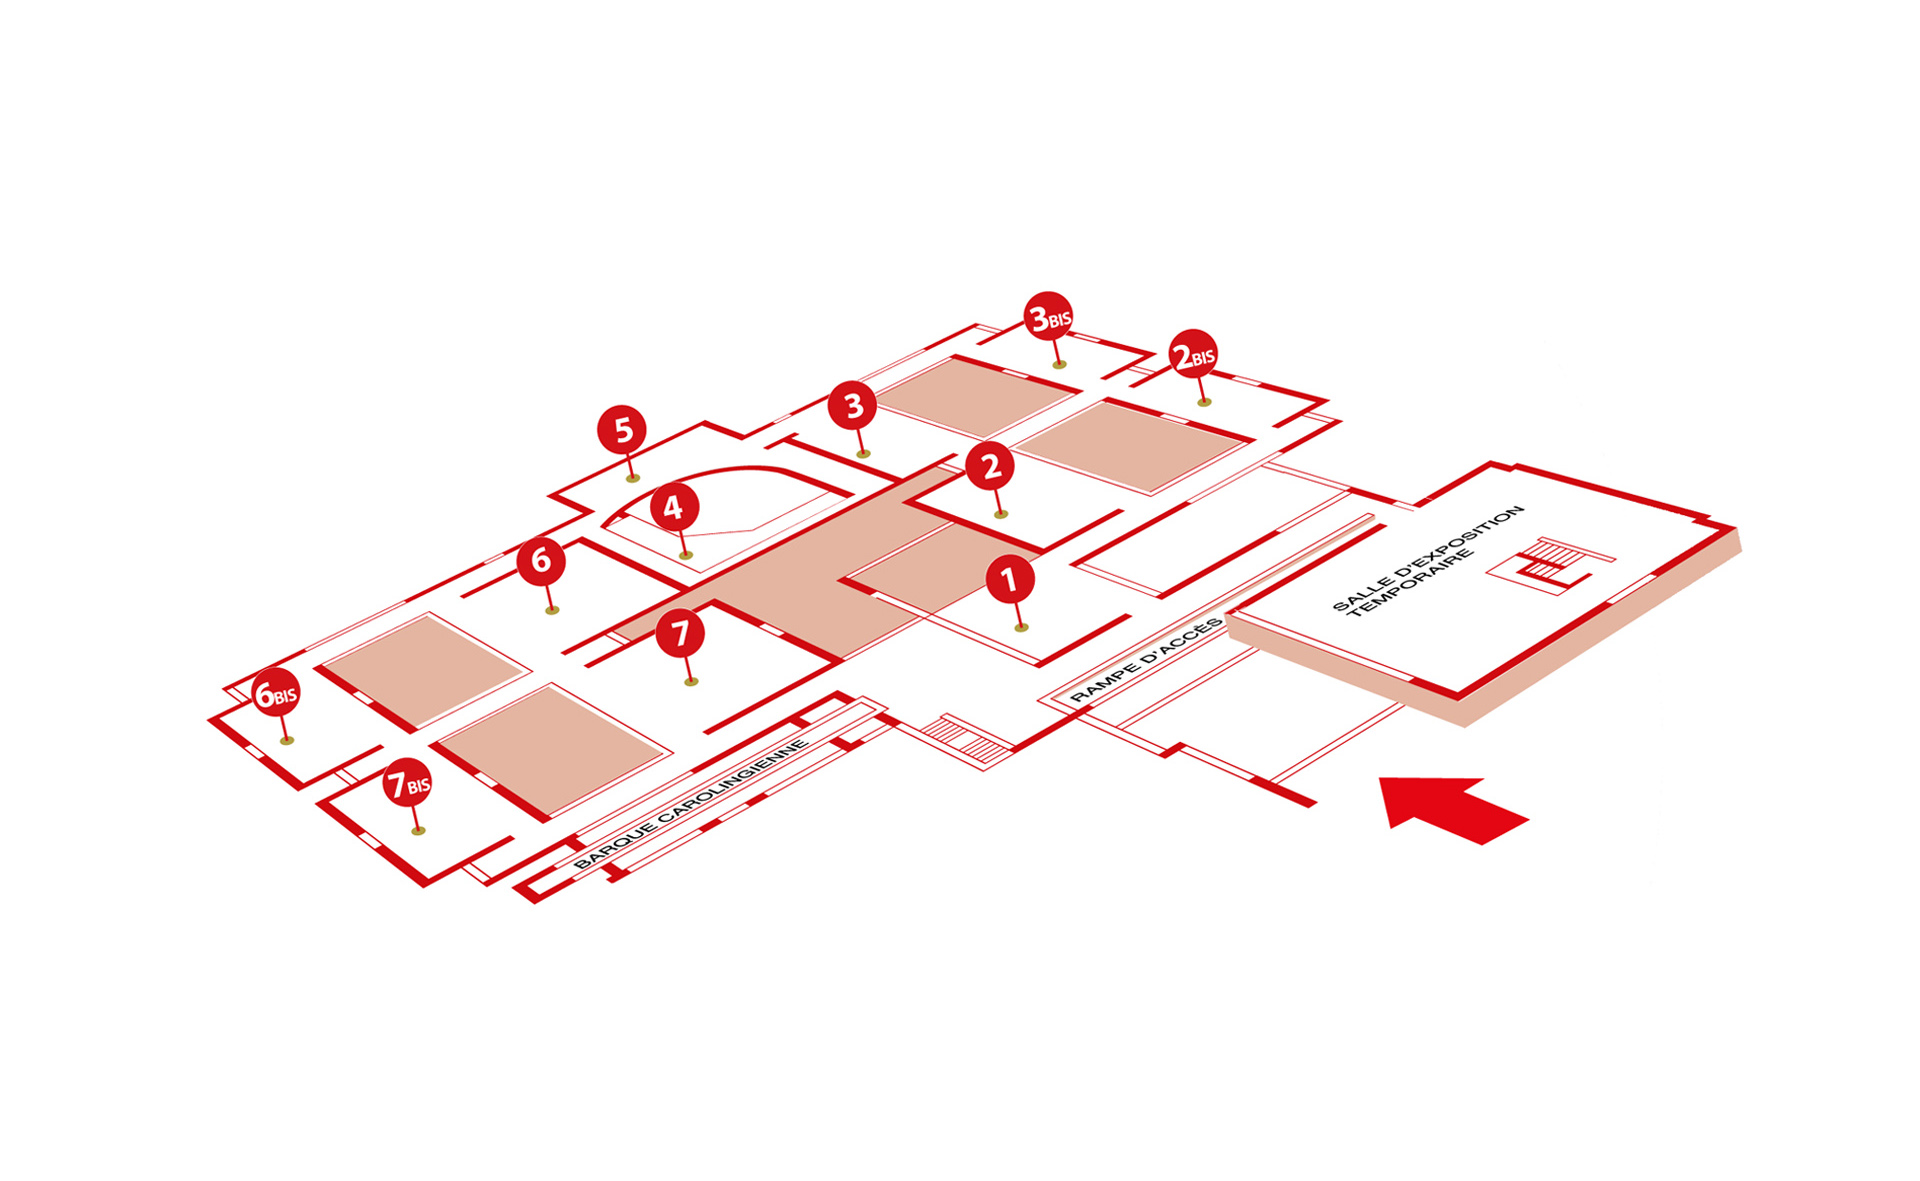 3BIS
2BIS
3
5
2
4
6
1
7
6BIS
7BIS
SALLE D'EXPOSITION
TEMPORAIRE
RAMPE D'ACCÈS
BARQUE CAROLINGIENNE